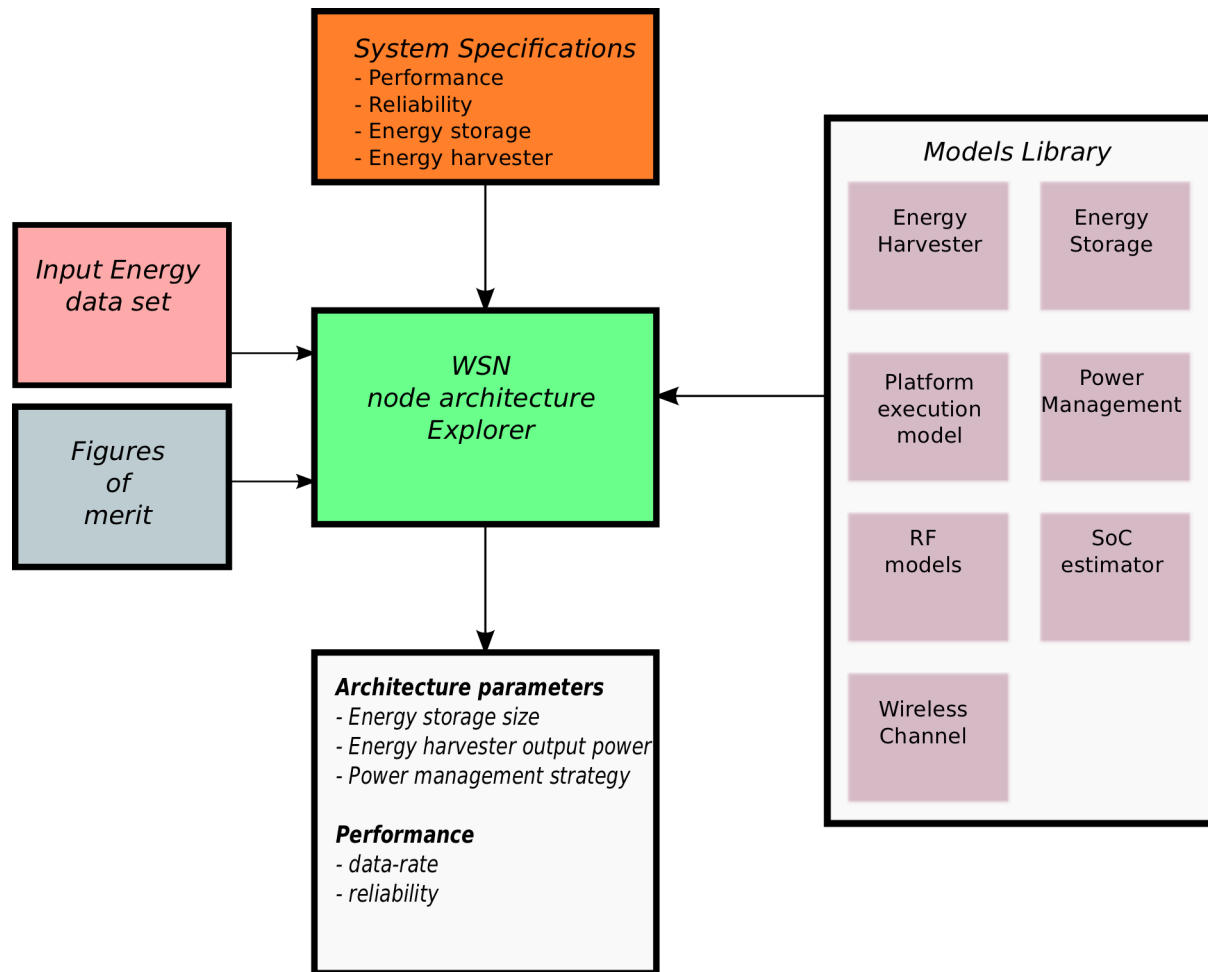 System Specifications
- Performance
- Reliability
- Energy storage
- Energy harvester
Input Energy
data set
Figures
of
merit
WSN
node architecture
Explorer
Architecture parameters
- Energy storage size
- Energy harvester output power
- Power management strategy
Performance
- data-rate
- reliability
Models Library
Energy
Harvester
Energy
Storage
Platform
execution
model
Power
Management
RF
models
SoC
estimator
Wireless
Channel